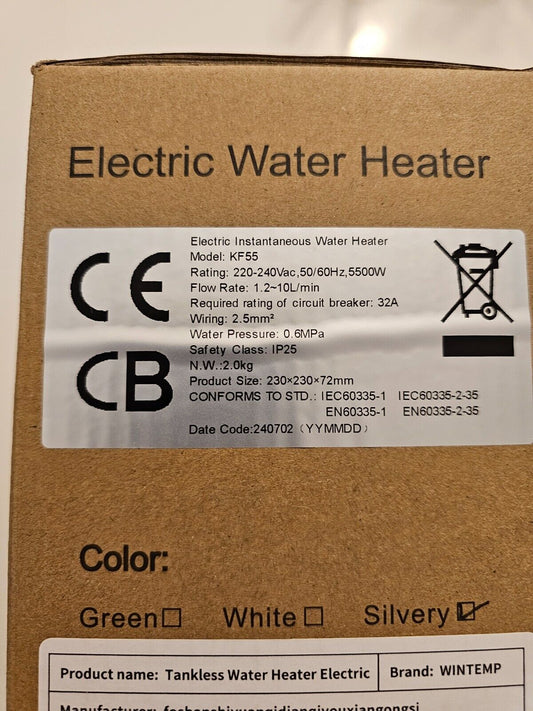 Electric Water Heater
CE
CB
Electric Instantaneous Water Heater
Model: KF55
Rating: 220-240Vac,50/60Hz,5500W
Flow Rate: 1.2~10L/min
Required rating of circuit breaker: 32A
Wiring: 2.5mm²
Water Pressure: 0.6MPa
Safety Class: IP25
N.W.:2.0kg
Product Size: 230×230×72mm
CONFORMS TO STD.: IEC60335-1 IEC60335-2-35
EN60335-1 EN60335-2-35
Date Code:240702（YYMMDD）
Color:
Green White Silvery
Product name: Tankless Water Heater Electric Brand: WINTEMP
Manufacturer: